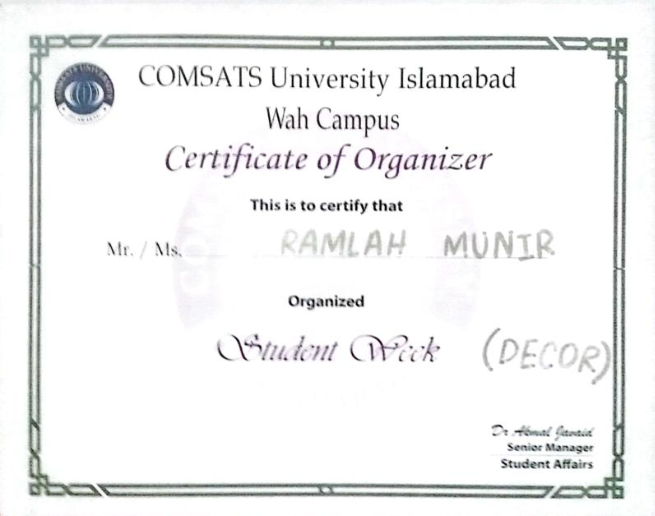 COMSATS University Islamabad
Wah Campus
Certificate of Organizer
This is to certify that
Mr. / Ms. RAMLAH MUNIR
Organized
Student Week (DECOR)
Dr Akmal Javaid
Senior Manager
Student Affairs